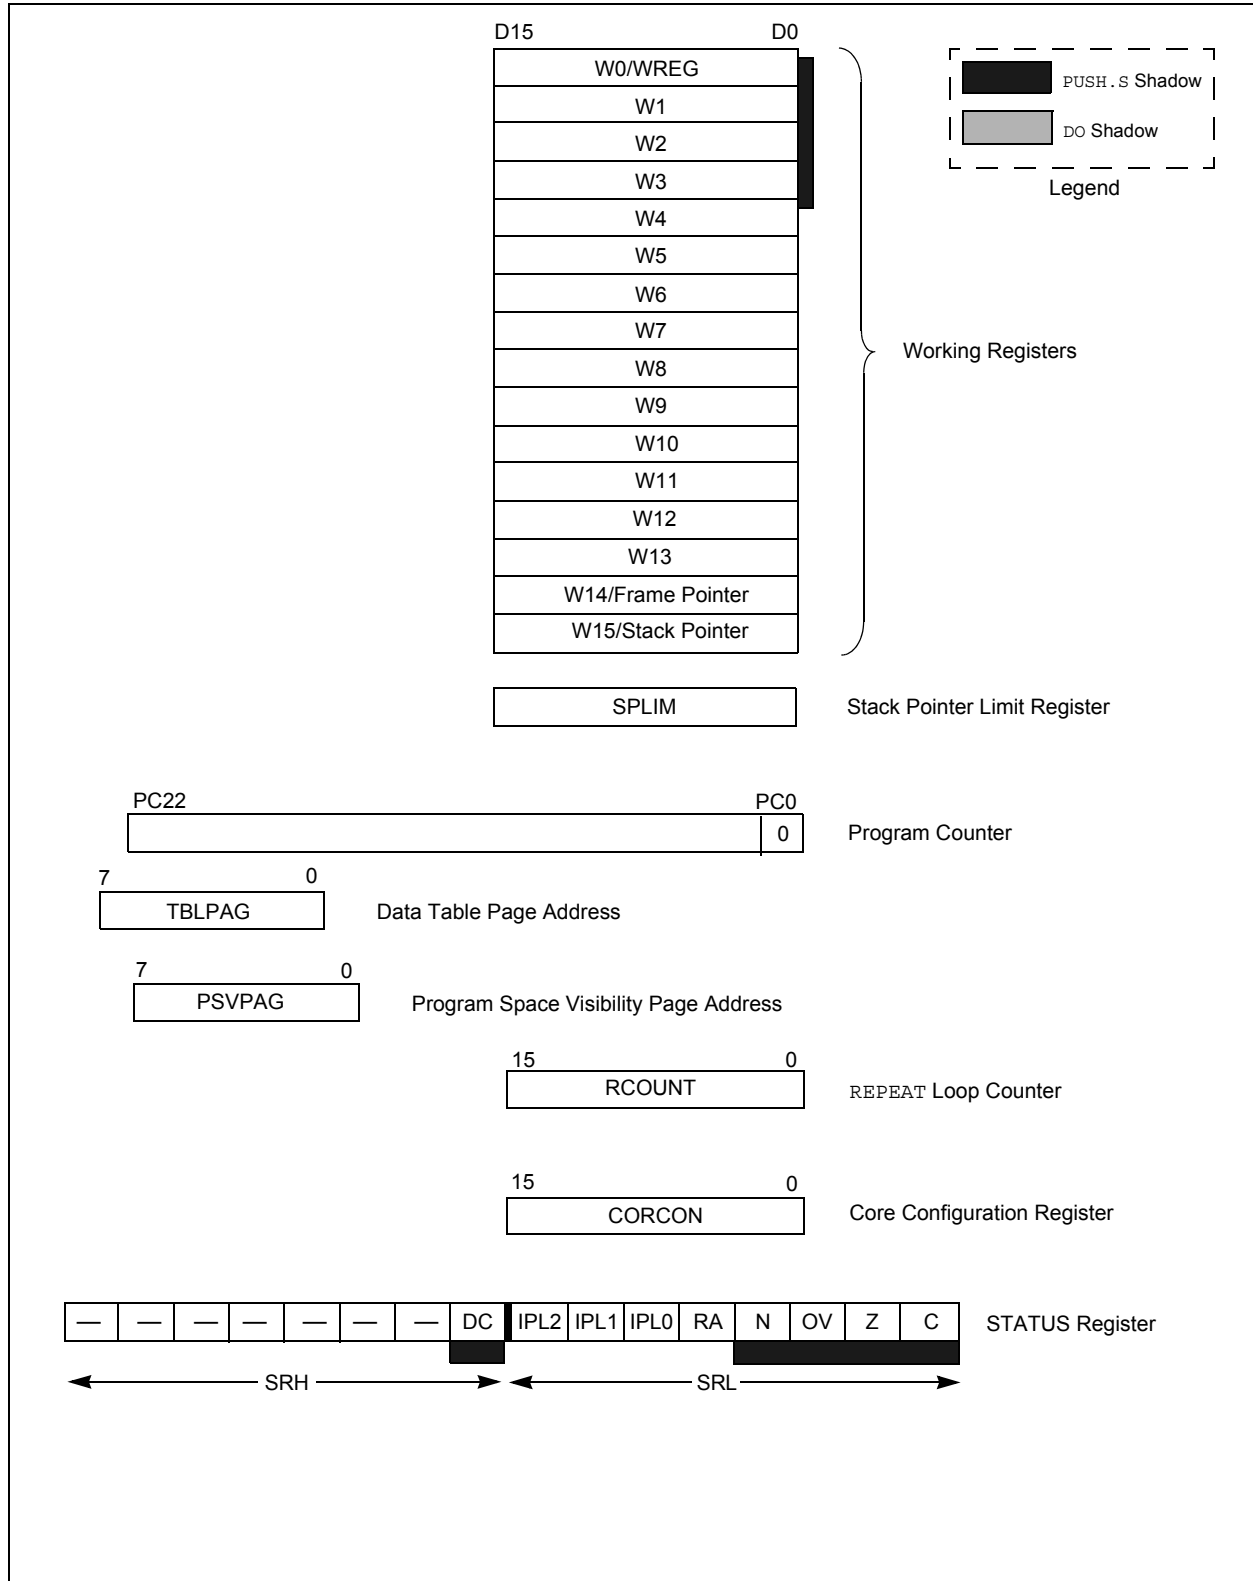 D15 D0
W0/WREG
W1
W2
W3
W4
W5
W6
W7
W8
W9
W10
W11
W12
W13
W14/Frame Pointer
W15/Stack Pointer
PUSH.S Shadow
DO Shadow
Legend
Working Registers
SPLIM Stack Pointer Limit Register
PC22 PC0
0 Program Counter
7 0
TBLPAG Data Table Page Address
7 0
PSVPAG Program Space Visibility Page Address
15 0
RCOUNT REPEAT Loop Counter
15 0
CORCON Core Configuration Register
— — — — — — — DC IPL2 IPL1 IPL0 RA N OV Z C STATUS Register
SRH SRL